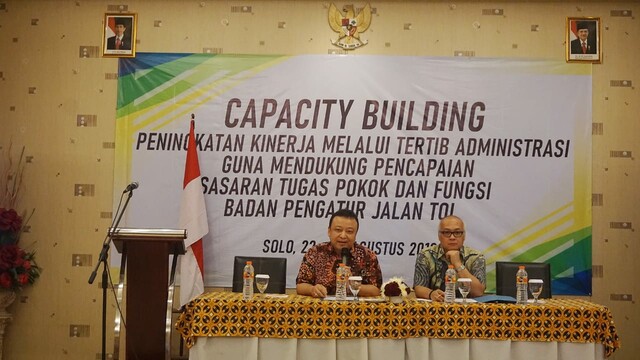 CAPACITY BUILDING
PENINGKATAN KINERJA MELALUI TERTIB ADMINISTRASI
GUNA MENDUKUNG PENCAPAIAN
SASARAN TUGAS POKOK DAN FUNGSI
BADAN PENGATUR JALAN TOL
SOLO, 22